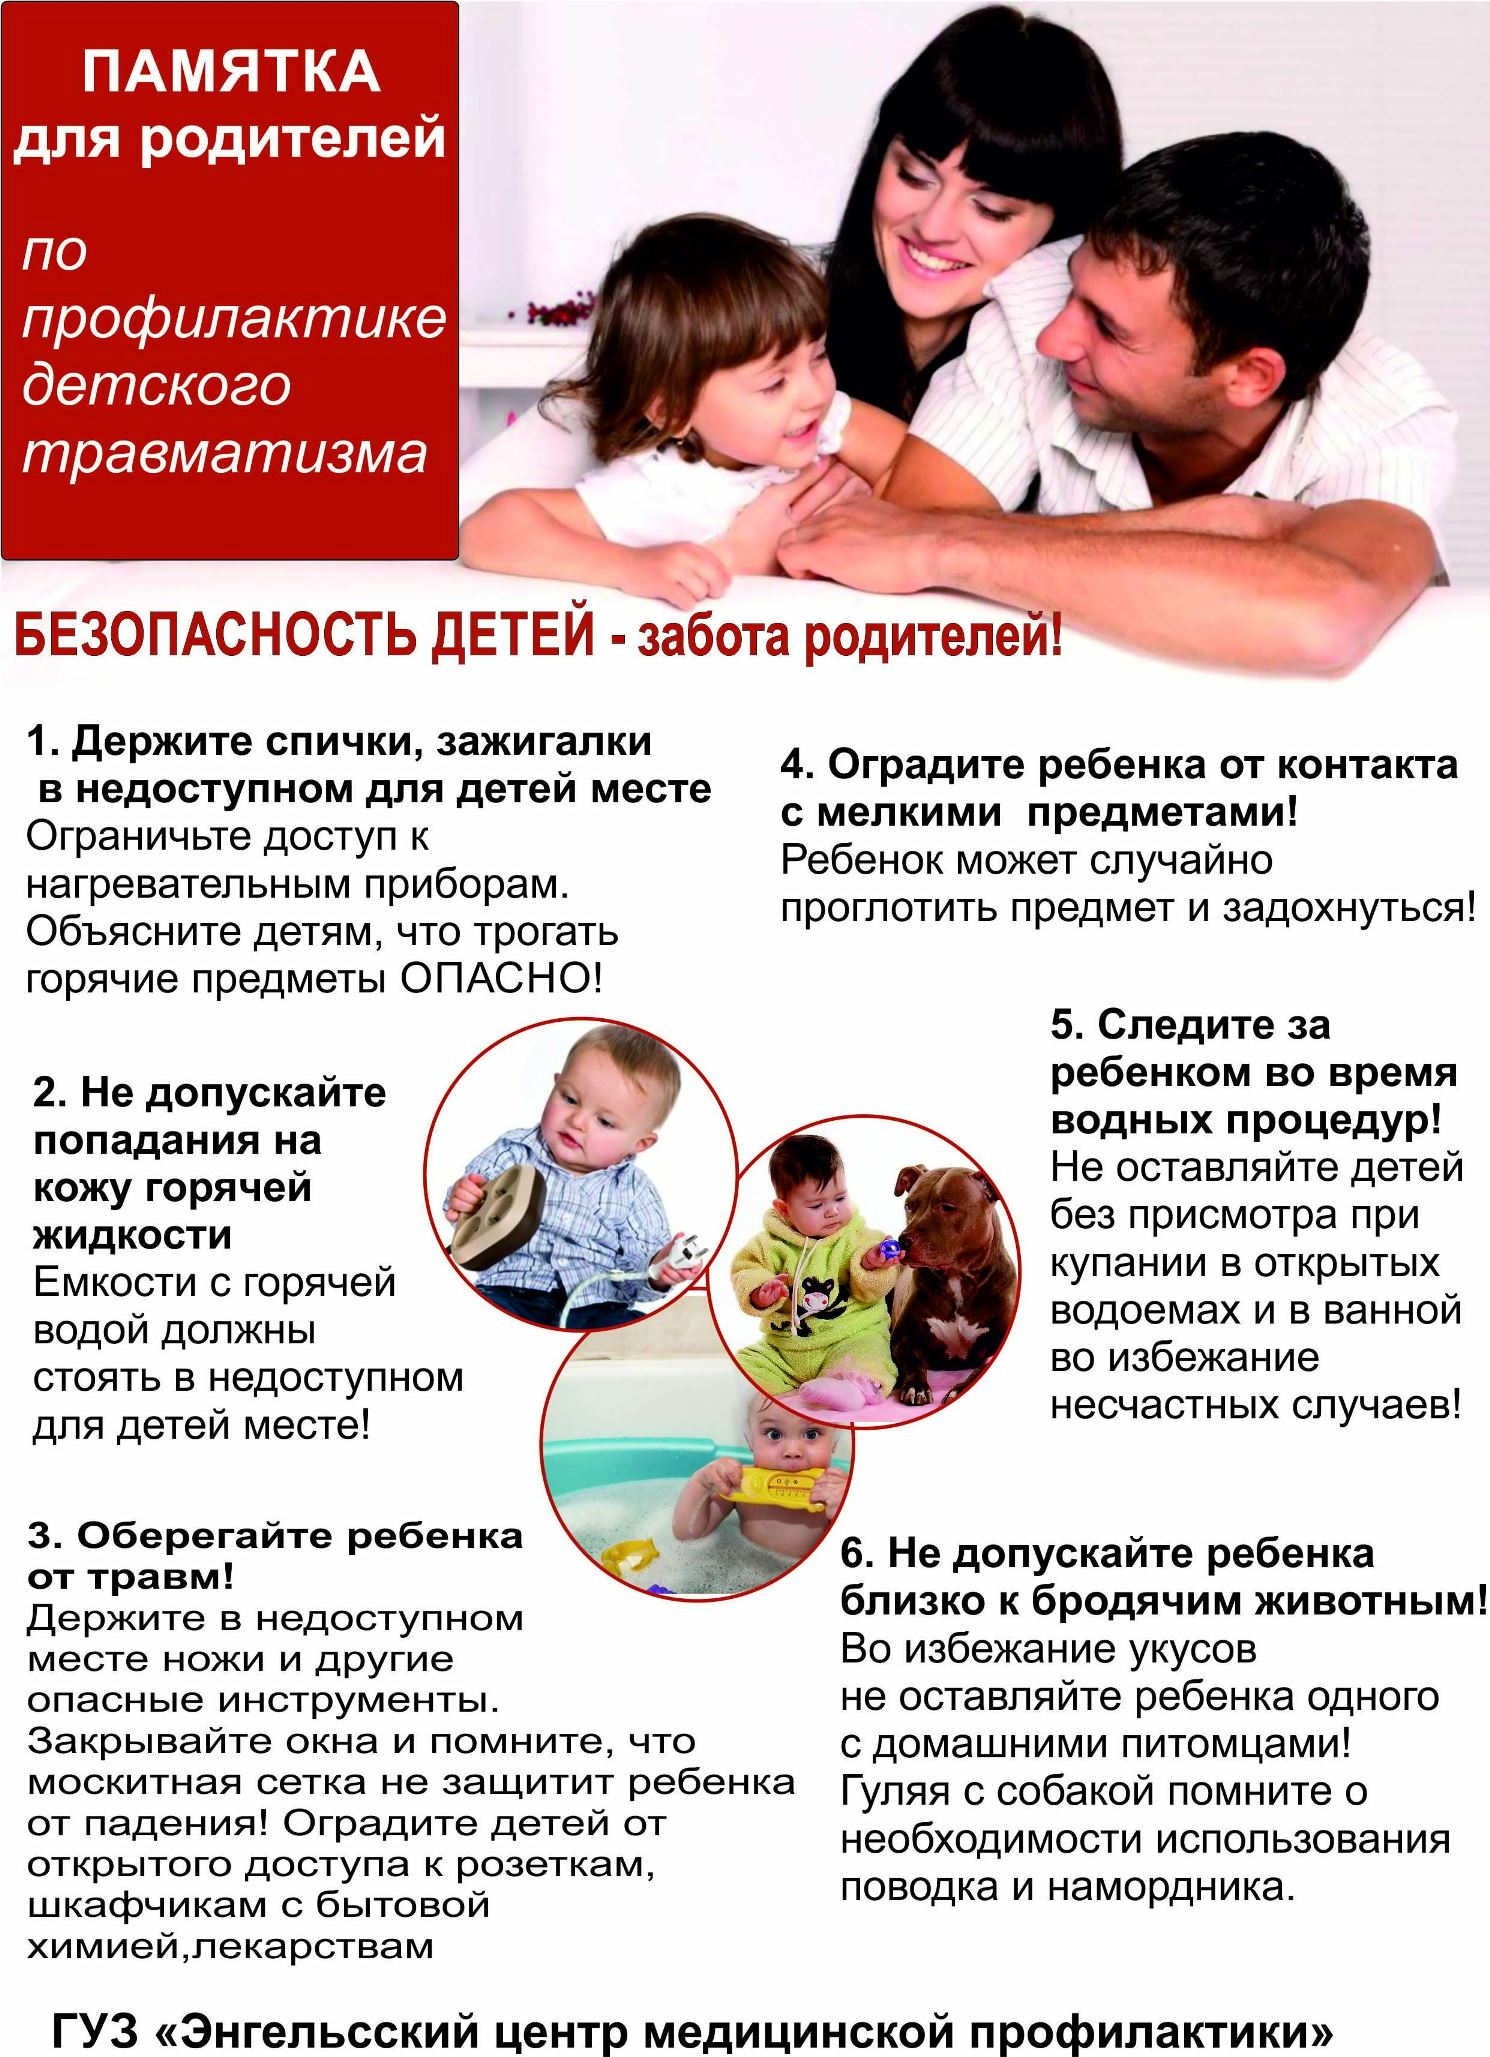 ПАМЯТКА
для родителей
по
профилактике
детского
травматизма
БЕЗОПАСНОСТЬ ДЕТЕЙ - забота родителей!
1. Держите спички, зажигалки
в недоступном для детей месте
Ограничьте доступ к
нагревательным приборам.
Объясните детям, что трогать
горячие предметы ОПАСНО!
2. Не допускайте
попадания на
кожу горячей
жидкости
Емкости с горячей
водой должны
стоять в недоступном
для детей месте!
3. Оберегайте ребенка
от травм!
Держите в недоступном
месте ножи и другие
опасные инструменты.
Закрывайте окна и помните, что
москитная сетка не защитит ребенка
от падения! Оградите детей от
открытого доступа к розеткам,
шкафчикам с бытовой
химией,лекарствам
4. Оградите ребенка от контакта
с мелкими предметами!
Ребенок может случайно
проглотить предмет и задохнуться!
5. Следите за
ребенком во время
водных процедур!
Не оставляйте детей
без присмотра при
купании в открытых
водоемах и в ванной
во избежание
несчастных случаев!
6. Не допускайте ребенка
близко к бродячим животным!
Во избежание укусов
не оставляйте ребенка одного
с домашними питомцами!
Гуляя с собакой помните о
необходимости использования
поводка и намордника.
ГУЗ «Энгельсский центр медицинской профилактики»